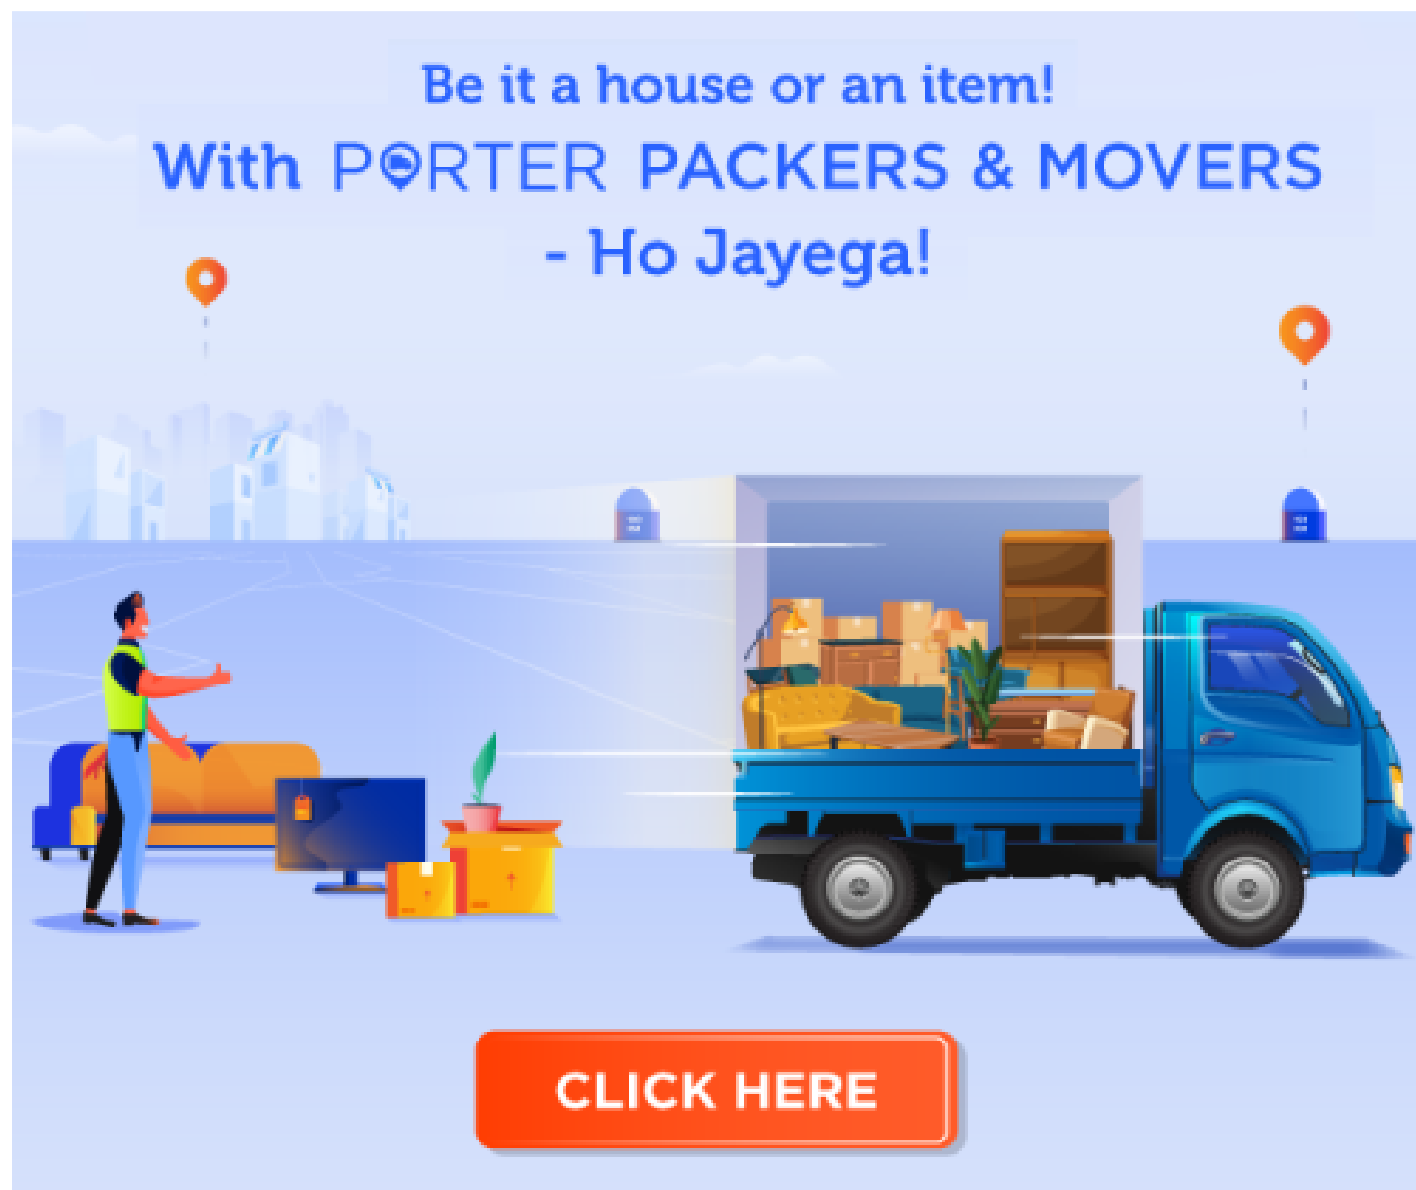 Be it a house or an item!
With PORTER PACKERS & MOVERS
- Ho Jayega!
CLICK HERE